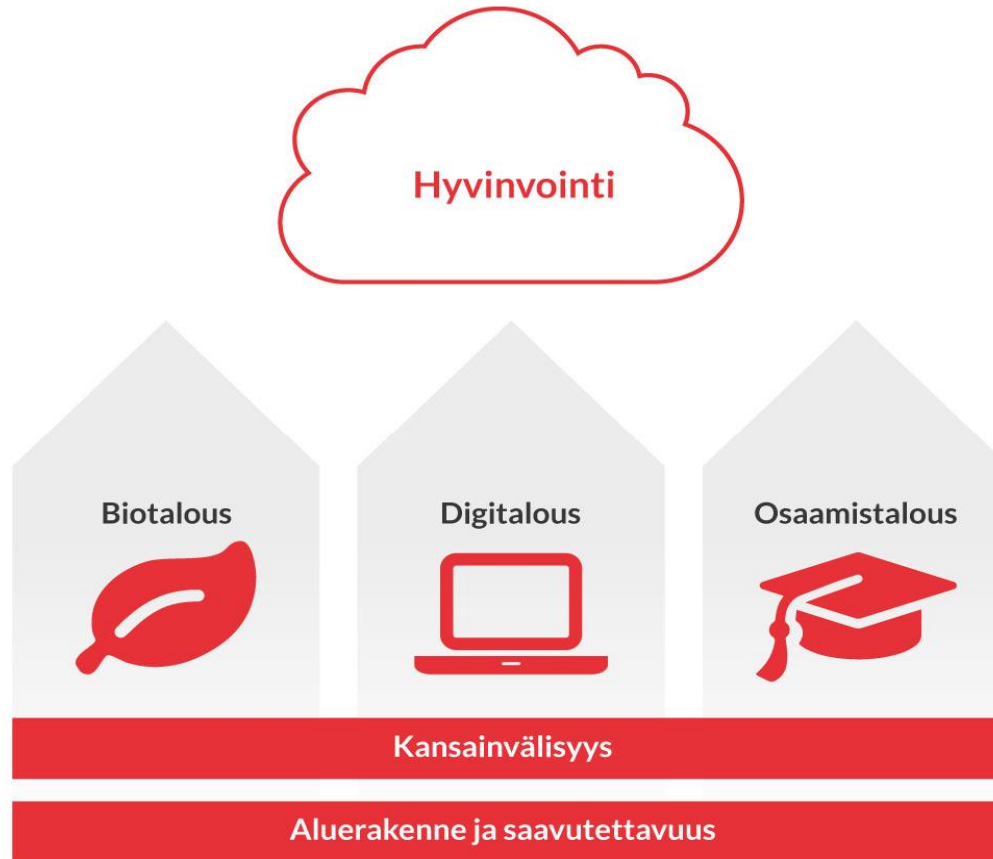 Hyvinvointi
Biotalous
Digitalous
Osaamistalous
Kansainvälisyys
Aluerakenne ja saavutettavuus